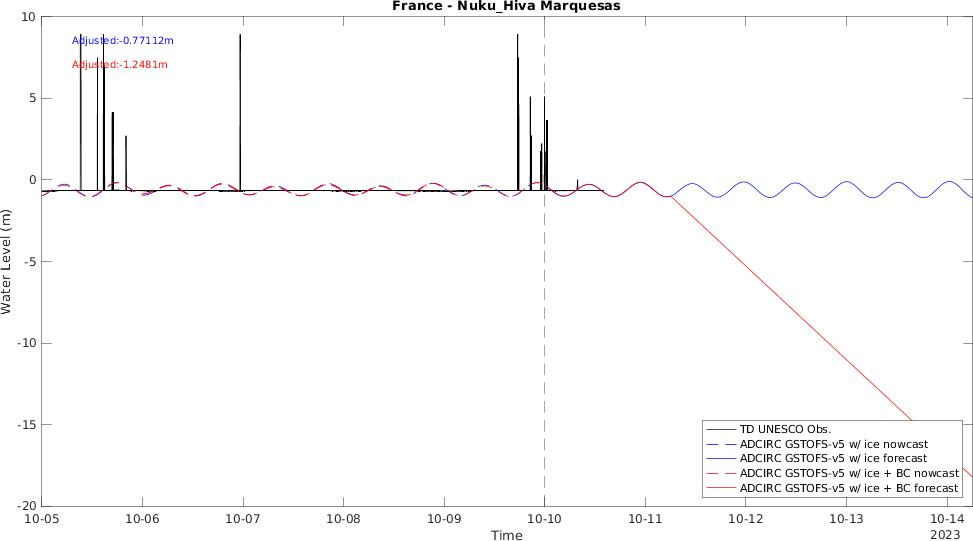 France - Nuku_Hiva Marquesas
Adjusted:-0.77112m
Adjusted:-1.2481m
10
5
0
-5
-10
-15
-20
Water Level (m)
TD UNESCO Obs.
ADCIRC GSTOFS-v5 w/ ice nowcast
ADCIRC GSTOFS-v5 w/ ice forecast
ADCIRC GSTOFS-v5 w/ ice + BC nowcast
ADCIRC GSTOFS-v5 w/ ice + BC forecast
10-05 10-06 10-07 10-08 10-09 10-10 10-11 10-12 10-13 10-14
Time
2023